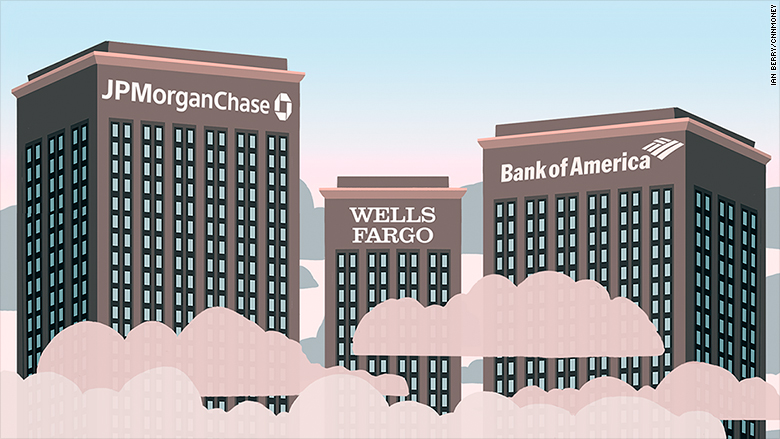 JPMorganChase
WELLS
FARGO
Bank of America
IAN BERRY/CNNMONEY